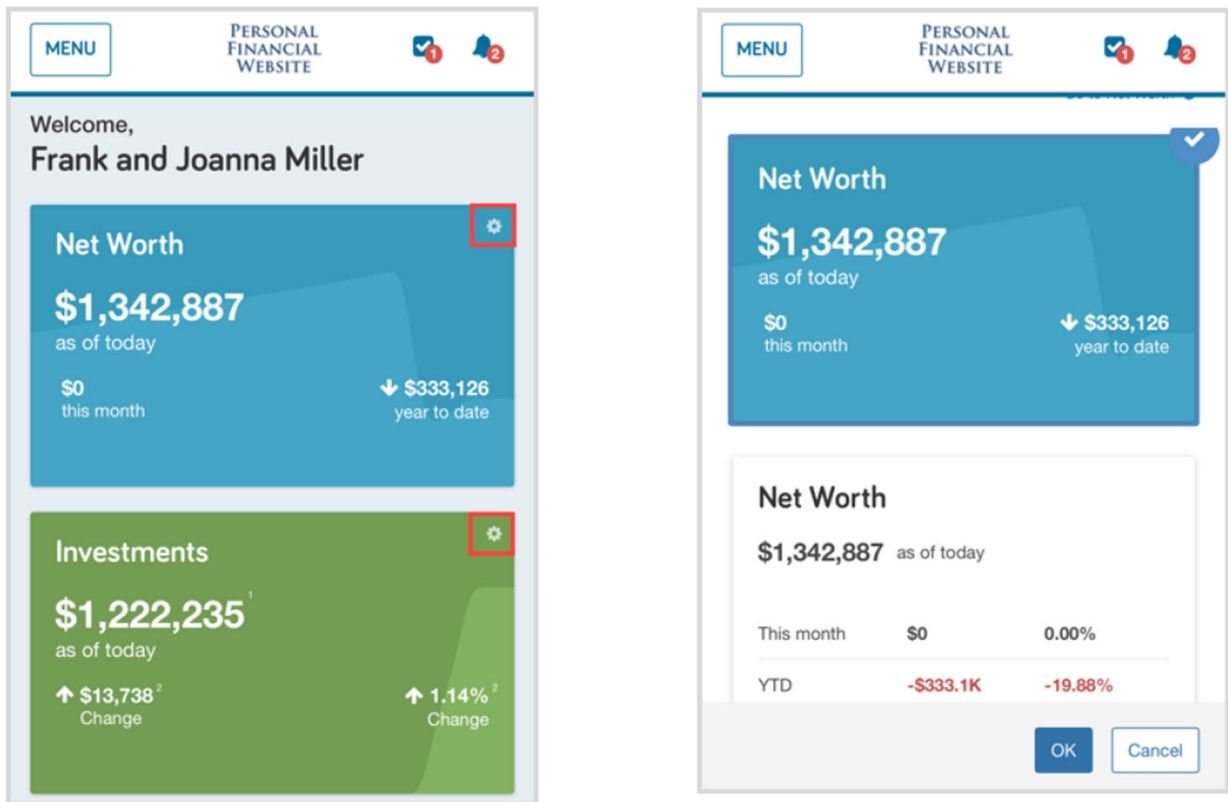 MENU
PERSONAL
FINANCIAL
WEBSITE
1
2
Welcome,
Frank and Joanna Miller
Net Worth
$1,342,887
as of today
$0
this month
$333,126
year to date
Investments
$1,222,235 1
as of today
$13,738 2
Change
1.14% 2
Change
MENU
PERSONAL
FINANCIAL
WEBSITE
1
2
Net Worth
$1,342,887
as of today
$0
this month
$333,126
year to date
Net Worth
$1,342,887 as of today
This month $0 0.00%
YTD -$333.1K -19.88%
OK Cancel